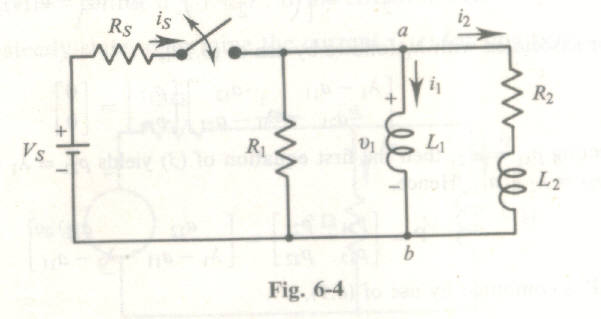 R_S
i_S
a
i_2
i_1
R_2
+
+
V_S
R_1
v_1
L_1
−
−
L_2
b
Fig. 6-4